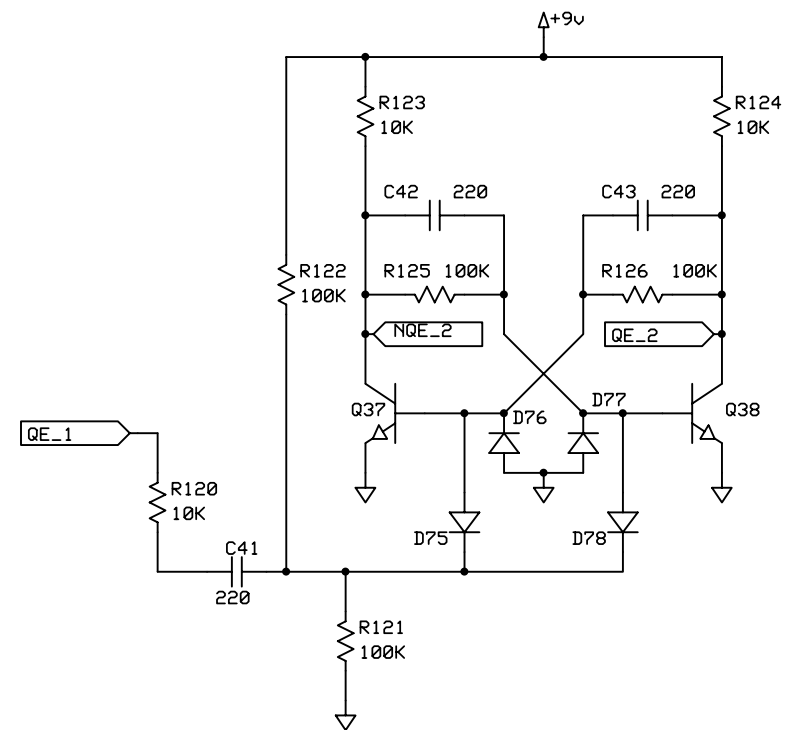 +9v
R123
10K
R124
10K
C42 220
C43 220
R122
100K
R125 100K
R126 100K
NQE_2
QE_2
Q37
D76
D77
Q38
QE_1
R120
10K
D75
D78
C41
220
R121
100K